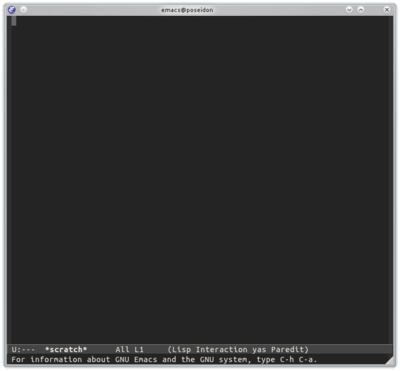 emacs@poseidon
U:---  *scratch*      All L1     (Lisp Interaction yas Paredit)
For information about GNU Emacs and the GNU system, type C-h C-a.